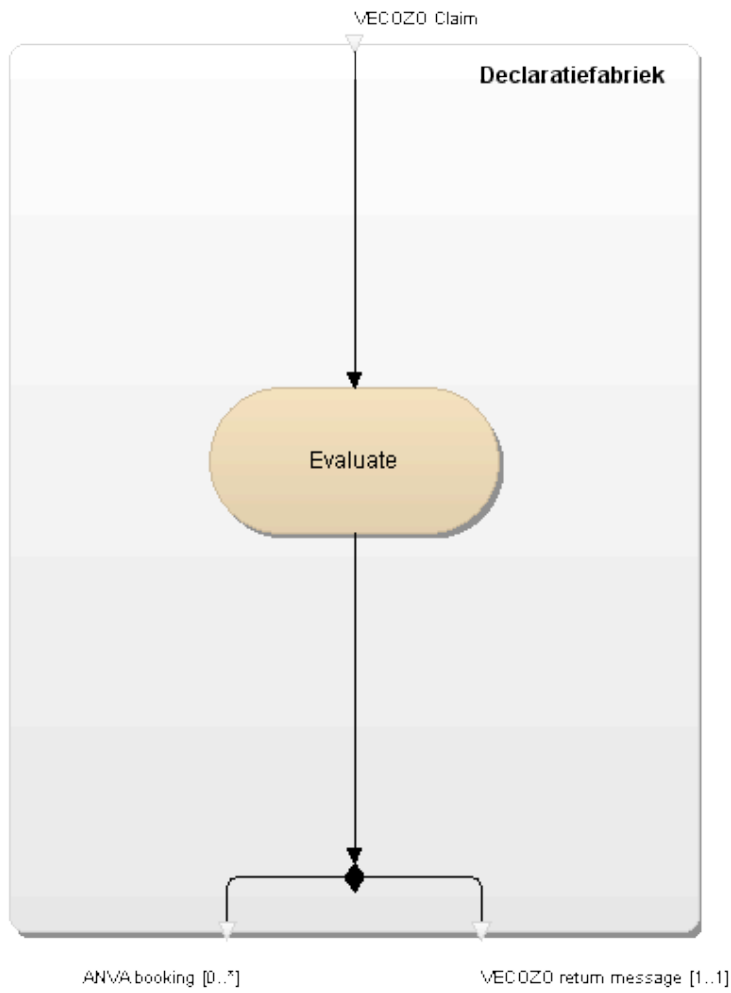 VECOZO Claim
Declaratiefabriek
Evaluate
ANVA booking [0..*]
VECOZO return message [1..1]